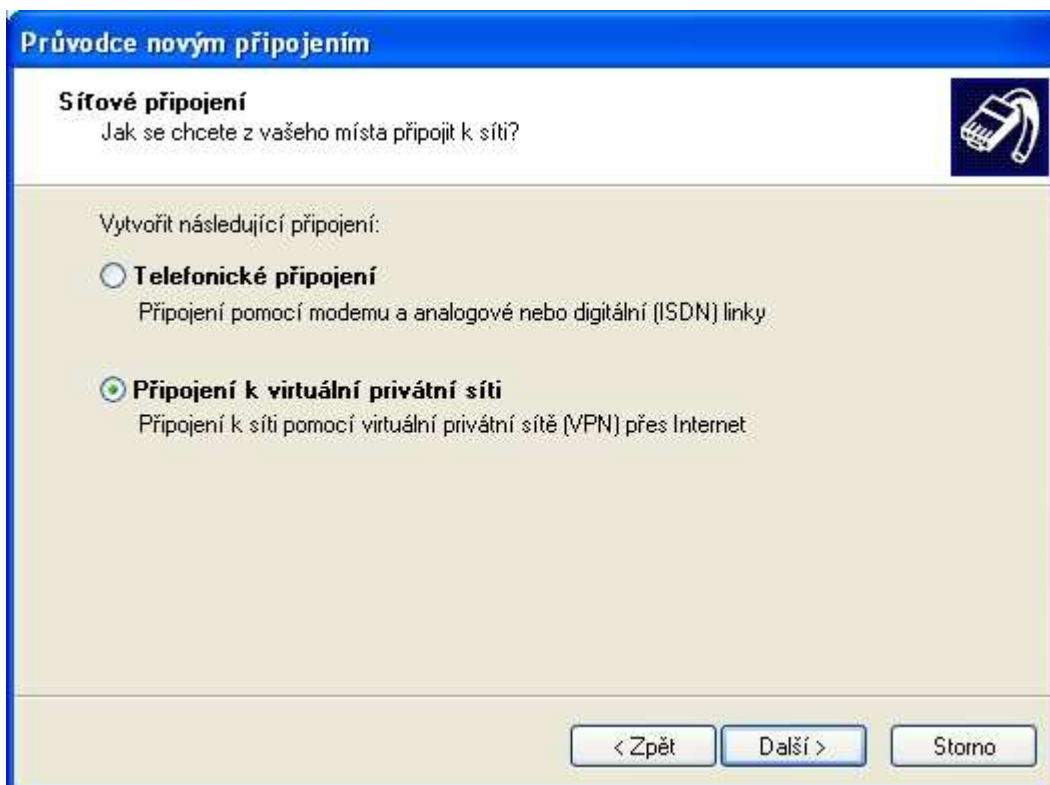 Průvodce novým připojením
Síťové připojení
Jak se chcete z vašeho místa připojit k síti?
Vytvořit následující připojení:
Telefonické připojení
Připojení pomocí modemu a analogové nebo digitální (ISDN) linky
Připojení k virtuální privátní síti
Připojení k síti pomocí virtuální privátní sítě (VPN) přes Internet
< Zpět
Další >
Storno